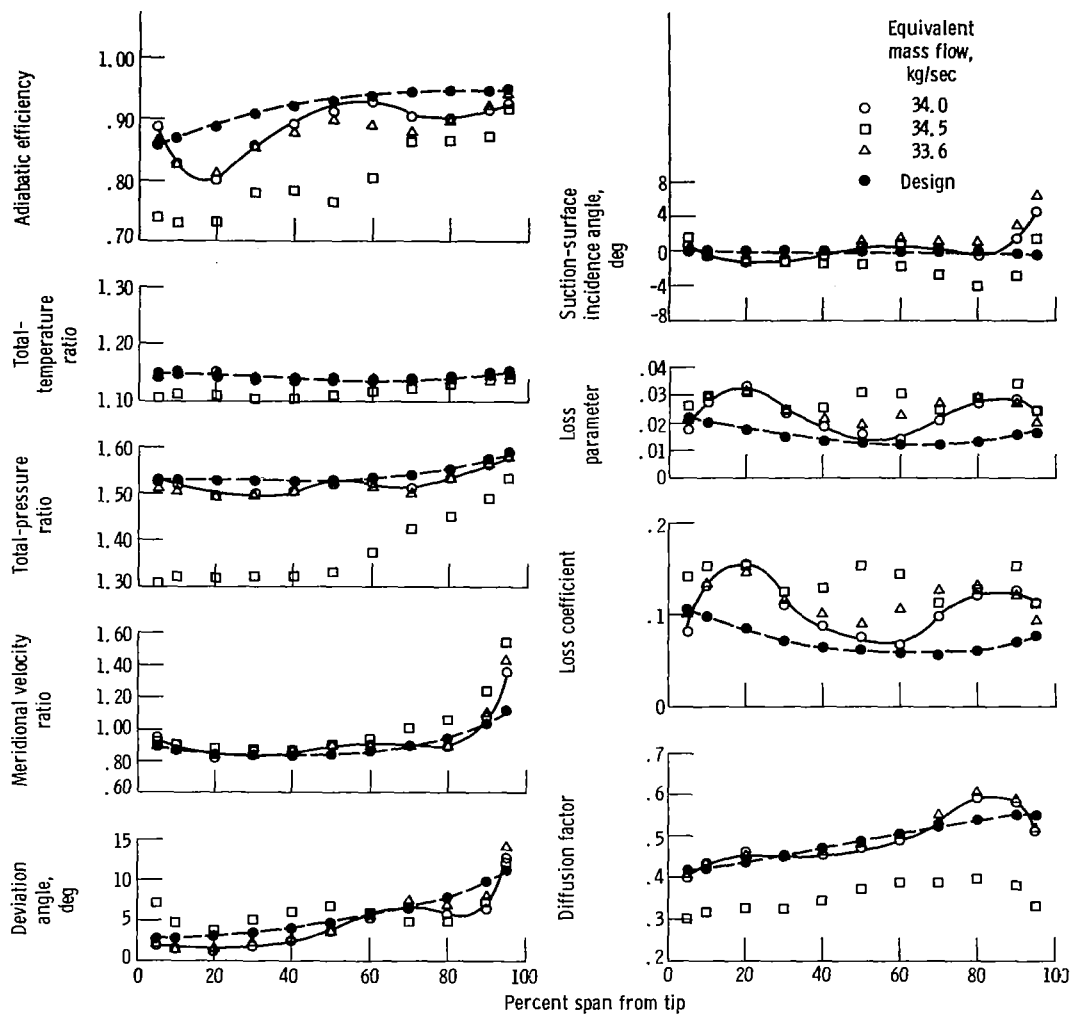 Adiabatic efficiency
1.00
.90
.80
.70
Total-
temperature
ratio
1.30
1.20
1.10
Total-pressure
ratio
1.60
1.50
1.40
1.30
Meridional velocity
ratio
1.60
1.40
1.20
1.00
.80
.60
Deviation
angle,
deg
15
10
5
0
0 20 40 60 80 100
Equivalent
mass flow,
kg/sec
34.0
34.5
33.6
Design
Suction-surface
incidence angle,
deg
8
4
0
-4
-8
Loss
parameter
.04
.03
.02
.01
0
Loss coefficient
.2
.1
0
Diffusion factor
.7
.6
.5
.4
.3
.2
0 20 40 60 80 100
Percent span from tip